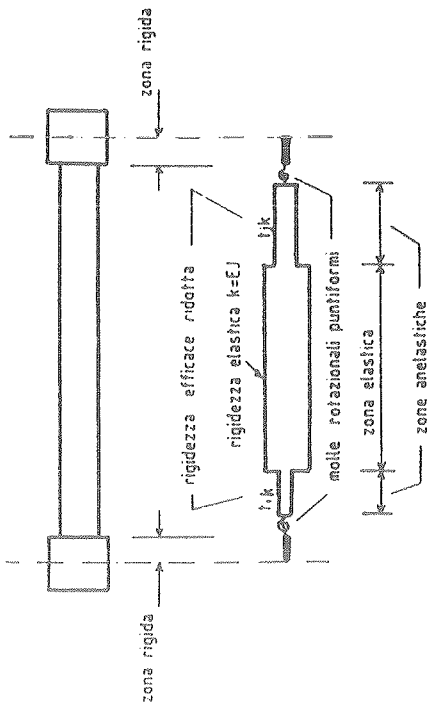 zona rigida
zona rigida
rigidezza efficace ridotta
rigidezza elastica k=EJ
molle rotazionali puntiformi
zona elastica
zone anelastiche